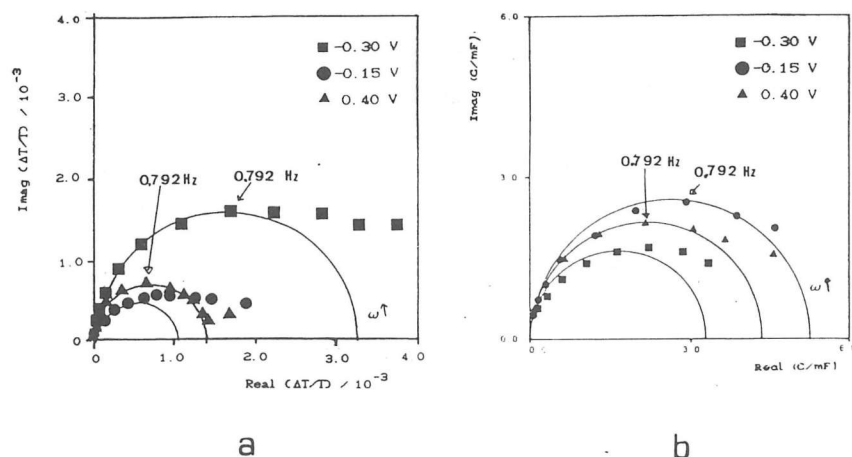 4.0
3.0
2.0
1.0
0
Imag (ΔT/T) / 10⁻³
-0.30 V
-0.15 V
0.40 V
0.792Hz
0.792 Hz
ω↑
0 1.0 2.0 3.0 4.0
Real (ΔT/T) / 10⁻³
a
6.0
3.0
0.0
Imag (C/mF)
-0.30 V
-0.15 V
0.40 V
0.792 Hz
0.792 Hz
ω↑
3.0
Real (C/mF)
b